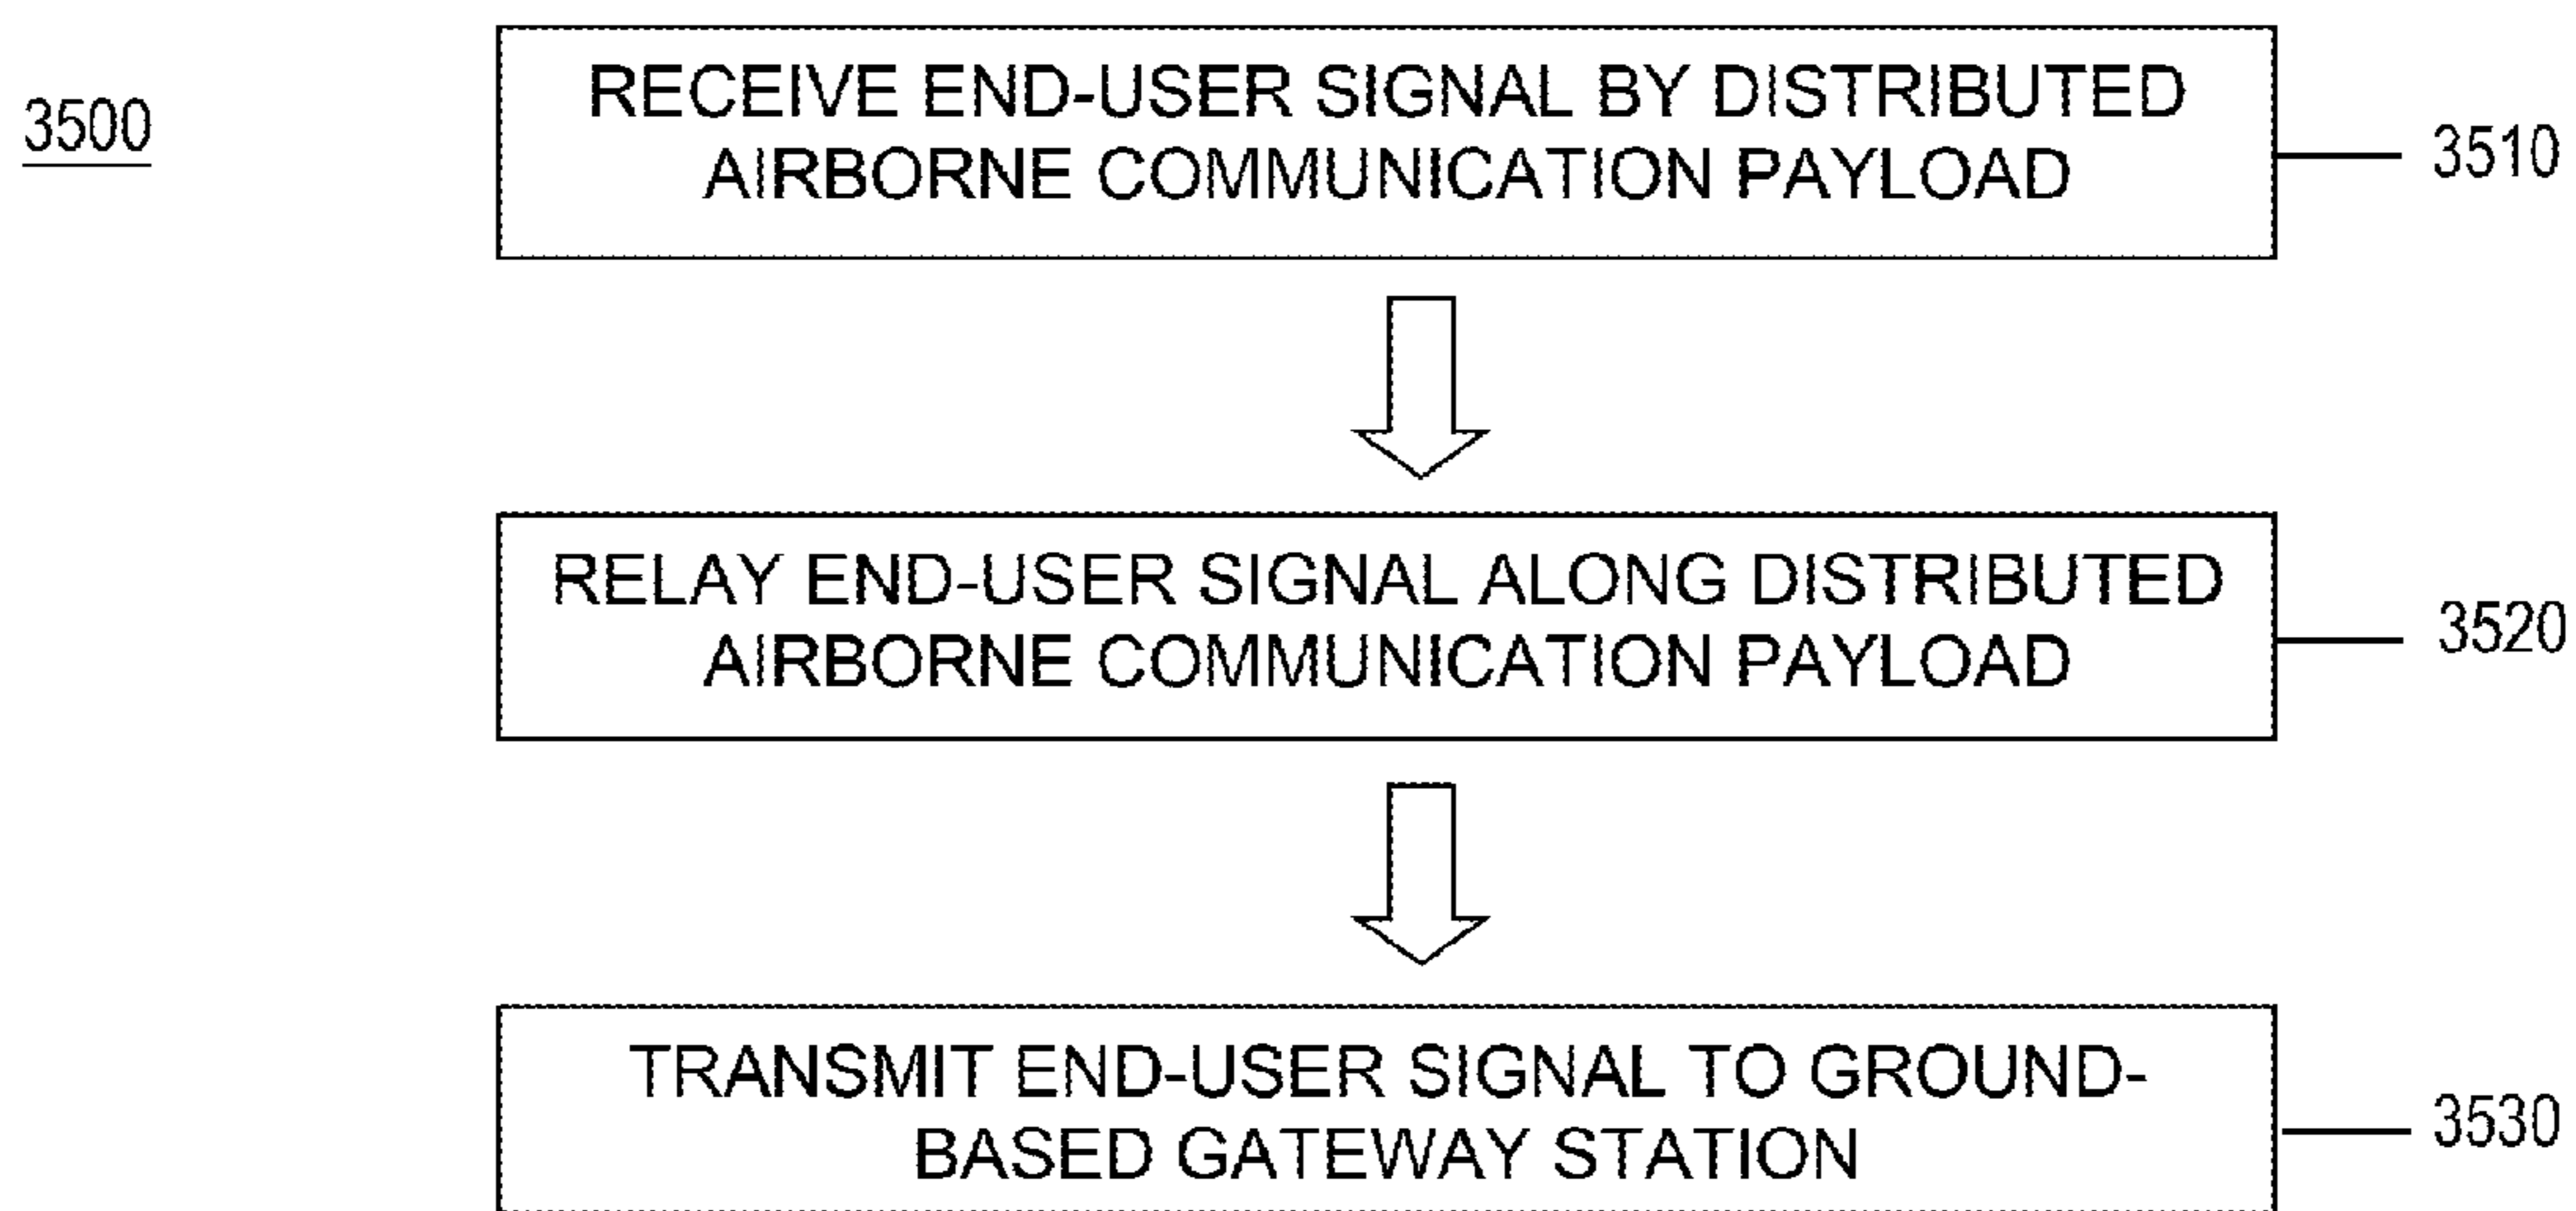 3500
RECEIVE END-USER SIGNAL BY DISTRIBUTED
AIRBORNE COMMUNICATION PAYLOAD
3510
RELAY END-USER SIGNAL ALONG DISTRIBUTED
AIRBORNE COMMUNICATION PAYLOAD
3520
TRANSMIT END-USER SIGNAL TO GROUND-
BASED GATEWAY STATION
3530